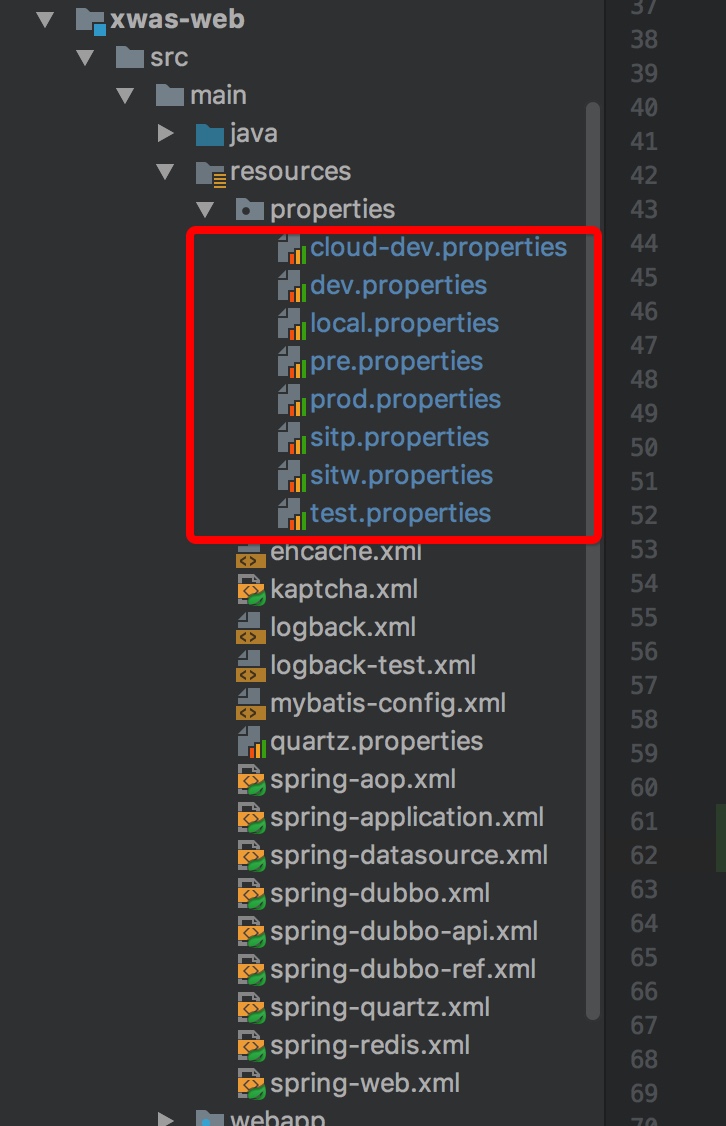 xwas-web
src
main
java
resources
properties
cloud-dev.properties
dev.properties
local.properties
pre.properties
prod.properties
sitp.properties
sitw.properties
test.properties
ehcache.xml
kaptcha.xml
logback.xml
logback-test.xml
mybatis-config.xml
quartz.properties
spring-aop.xml
spring-application.xml
spring-datasource.xml
spring-dubbo.xml
spring-dubbo-api.xml
spring-dubbo-ref.xml
spring-quartz.xml
spring-redis.xml
spring-web.xml
webapp
37
38
39
40
41
42
43
44
45
46
47
48
49
50
51
52
53
54
55
56
57
58
59
60
61
62
63
64
65
66
67
68
69
70